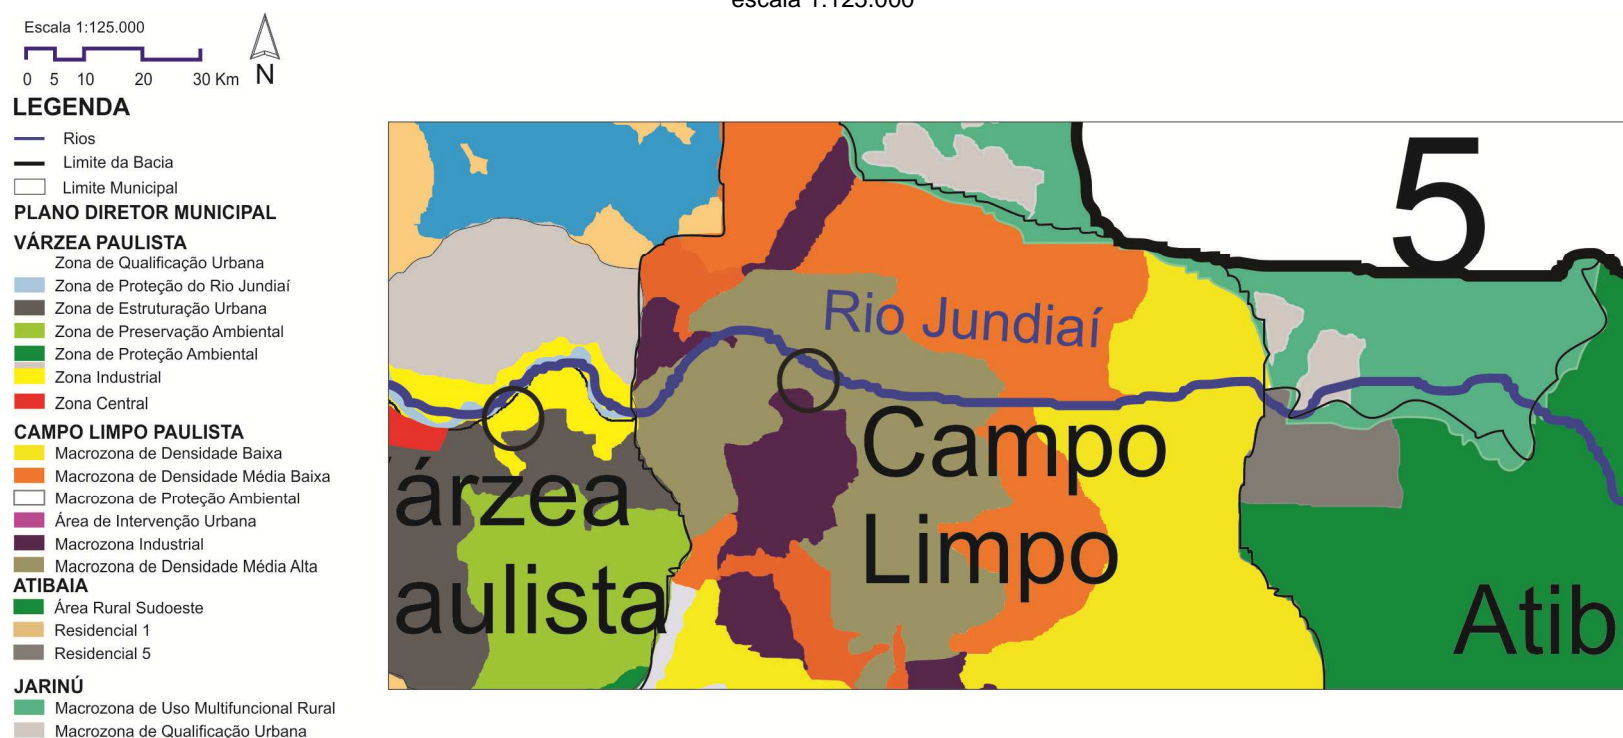 escala 1:125.000
Escala 1:125.000
0 5 10 20 30 Km
N
LEGENDA
Rios
Limite da Bacia
Limite Municipal
PLANO DIRETOR MUNICIPAL
VÁRZEA PAULISTA
Zona de Qualificação Urbana
Zona de Proteção do Rio Jundiaí
Zona de Estruturação Urbana
Zona de Preservação Ambiental
Zona de Proteção Ambiental
Zona Industrial
Zona Central
CAMPO LIMPO PAULISTA
Macrozona de Densidade Baixa
Macrozona de Densidade Média Baixa
Macrozona de Proteção Ambiental
Área de Intervenção Urbana
Macrozona Industrial
Macrozona de Densidade Média Alta
ATIBAIA
Área Rural Sudoeste
Residencial 1
Residencial 5
JARINÚ
Macrozona de Uso Multifuncional Rural
Macrozona de Qualificação Urbana
5
Rio Jundiaí
Campo
Limpo
árzea
aulista
Atib